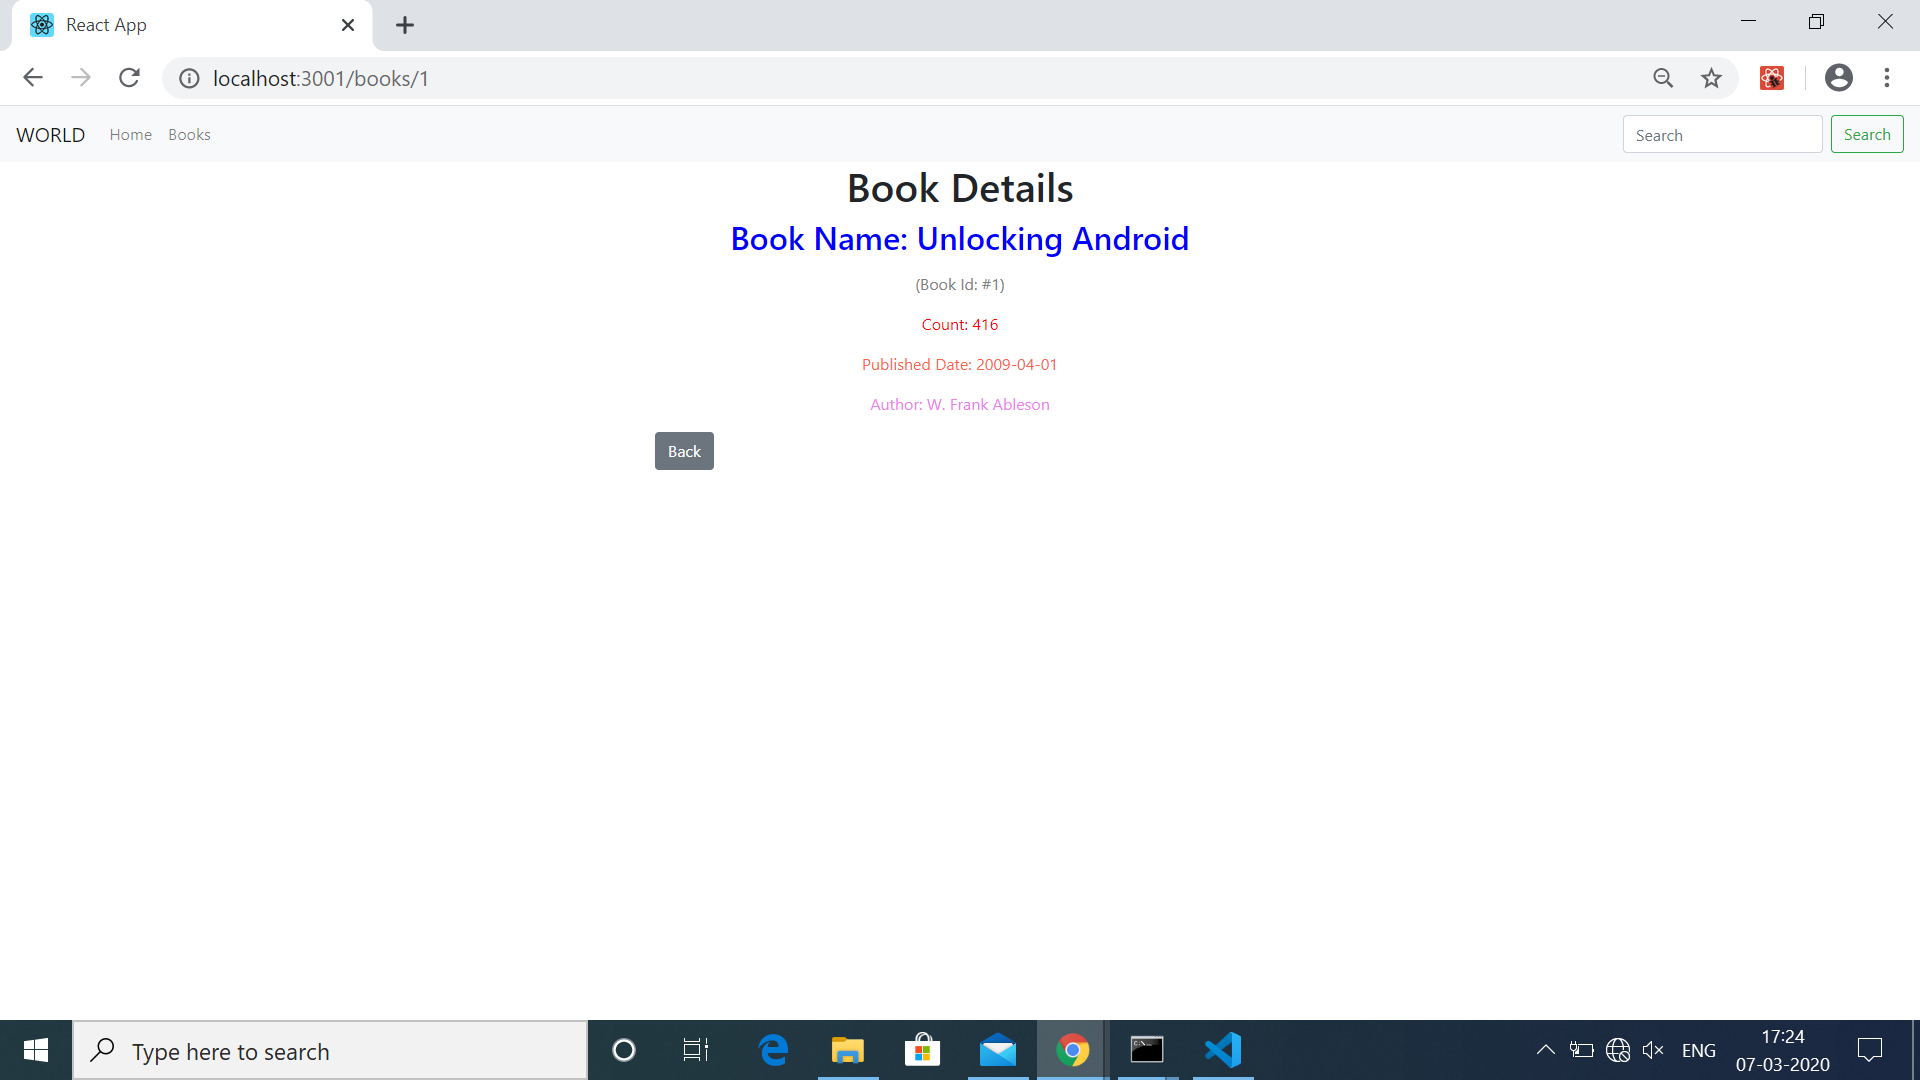 React App
localhost:3001/books/1
WORLD Home Books Search Search
Book Details
Book Name: Unlocking Android
(Book Id: #1)
Count: 416
Published Date: 2009-04-01
Author: W. Frank Ableson
Back
Type here to search
ENG
17:24
07-03-2020